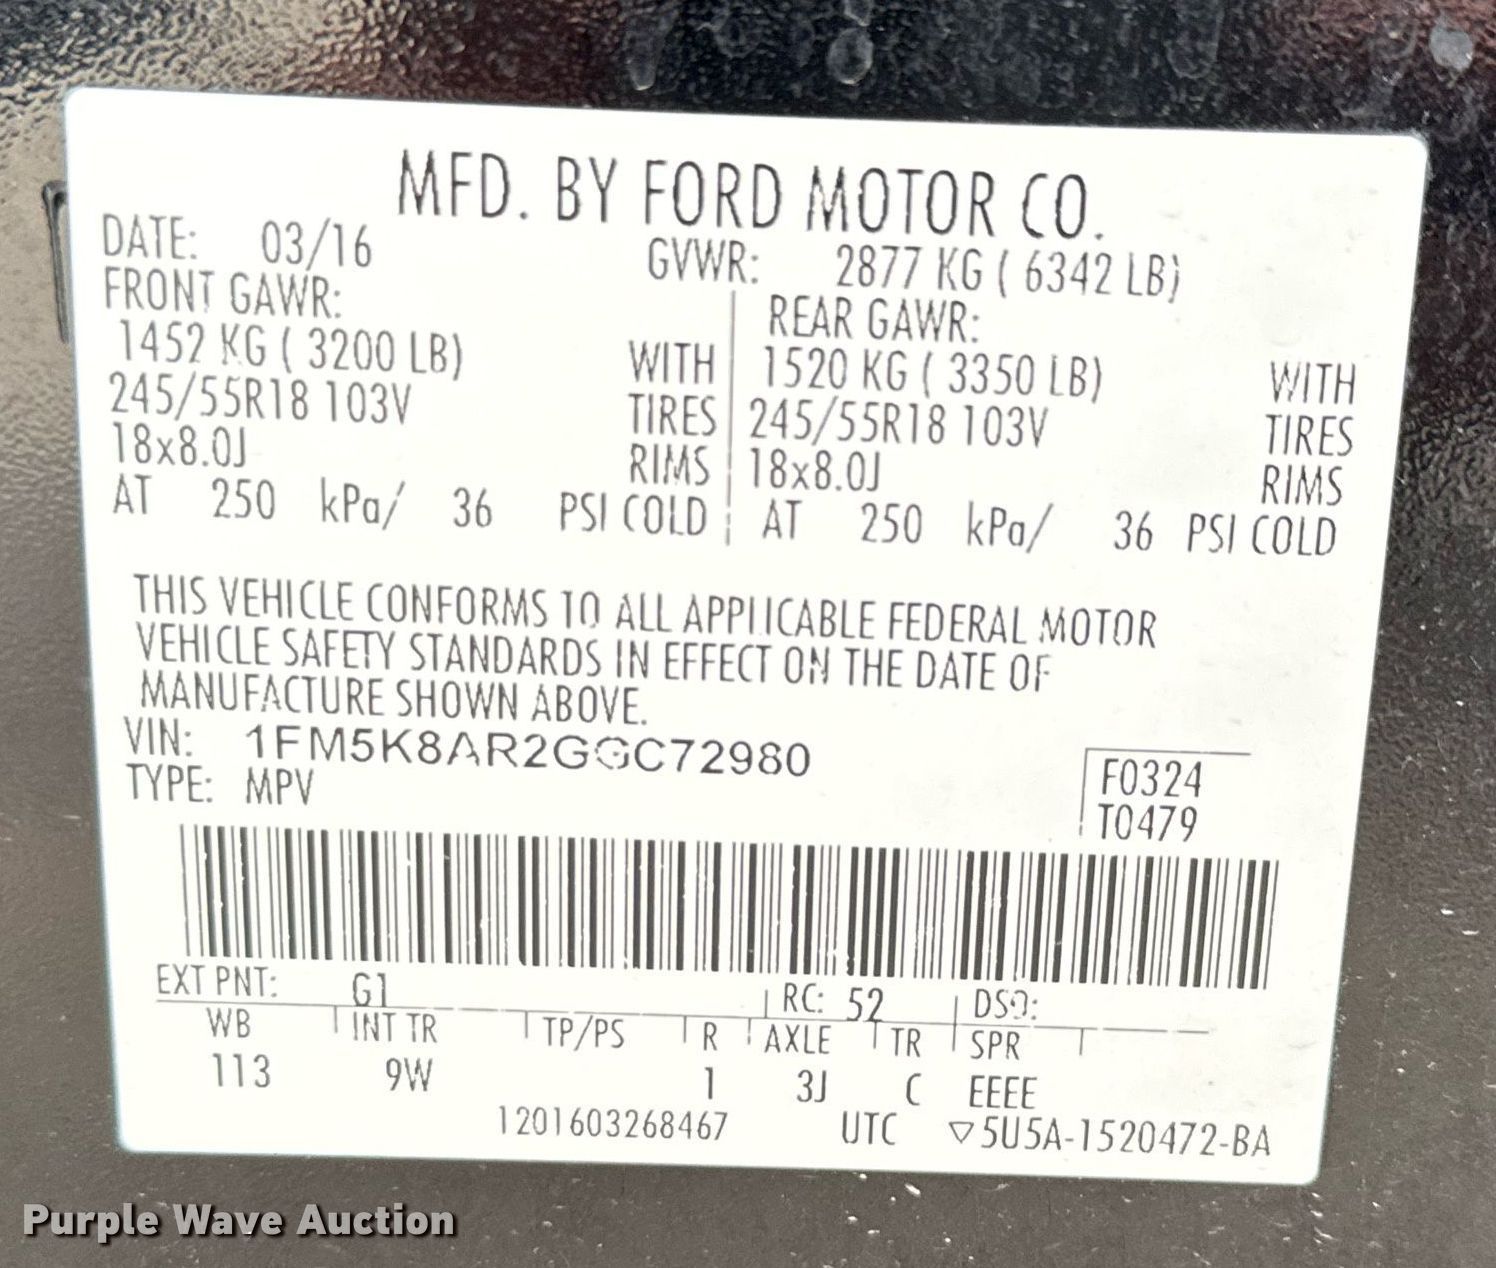 MFD. BY FORD MOTOR CO.
DATE: 03/16 GVWR: 2877 KG ( 6342 LB)
FRONT GAWR: REAR GAWR:
1452 KG ( 3200 LB) WITH 1520 KG ( 3350 LB) WITH
245/55R18 103V TIRES 245/55R18 103V TIRES
18x8.0J RIMS 18x8.0J RIMS
AT 250 kPa/ 36 PSI COLD AT 250 kPa/ 36 PSI COLD
THIS VEHICLE CONFORMS TO ALL APPLICABLE FEDERAL MOTOR
VEHICLE SAFETY STANDARDS IN EFFECT ON THE DATE OF
MANUFACTURE SHOWN ABOVE.
VIN: 1FM5K8AR2GGC72980
TYPE: MPV
F0324
T0479
EXT PNT: G1 RC: 52 DSO:
WB INT TR TP/PS R AXLE TR SPR
113 9W 1 3J C EEEE
1201603268467 UTC ▽5U5A-1520472-BA
Purple Wave Auction